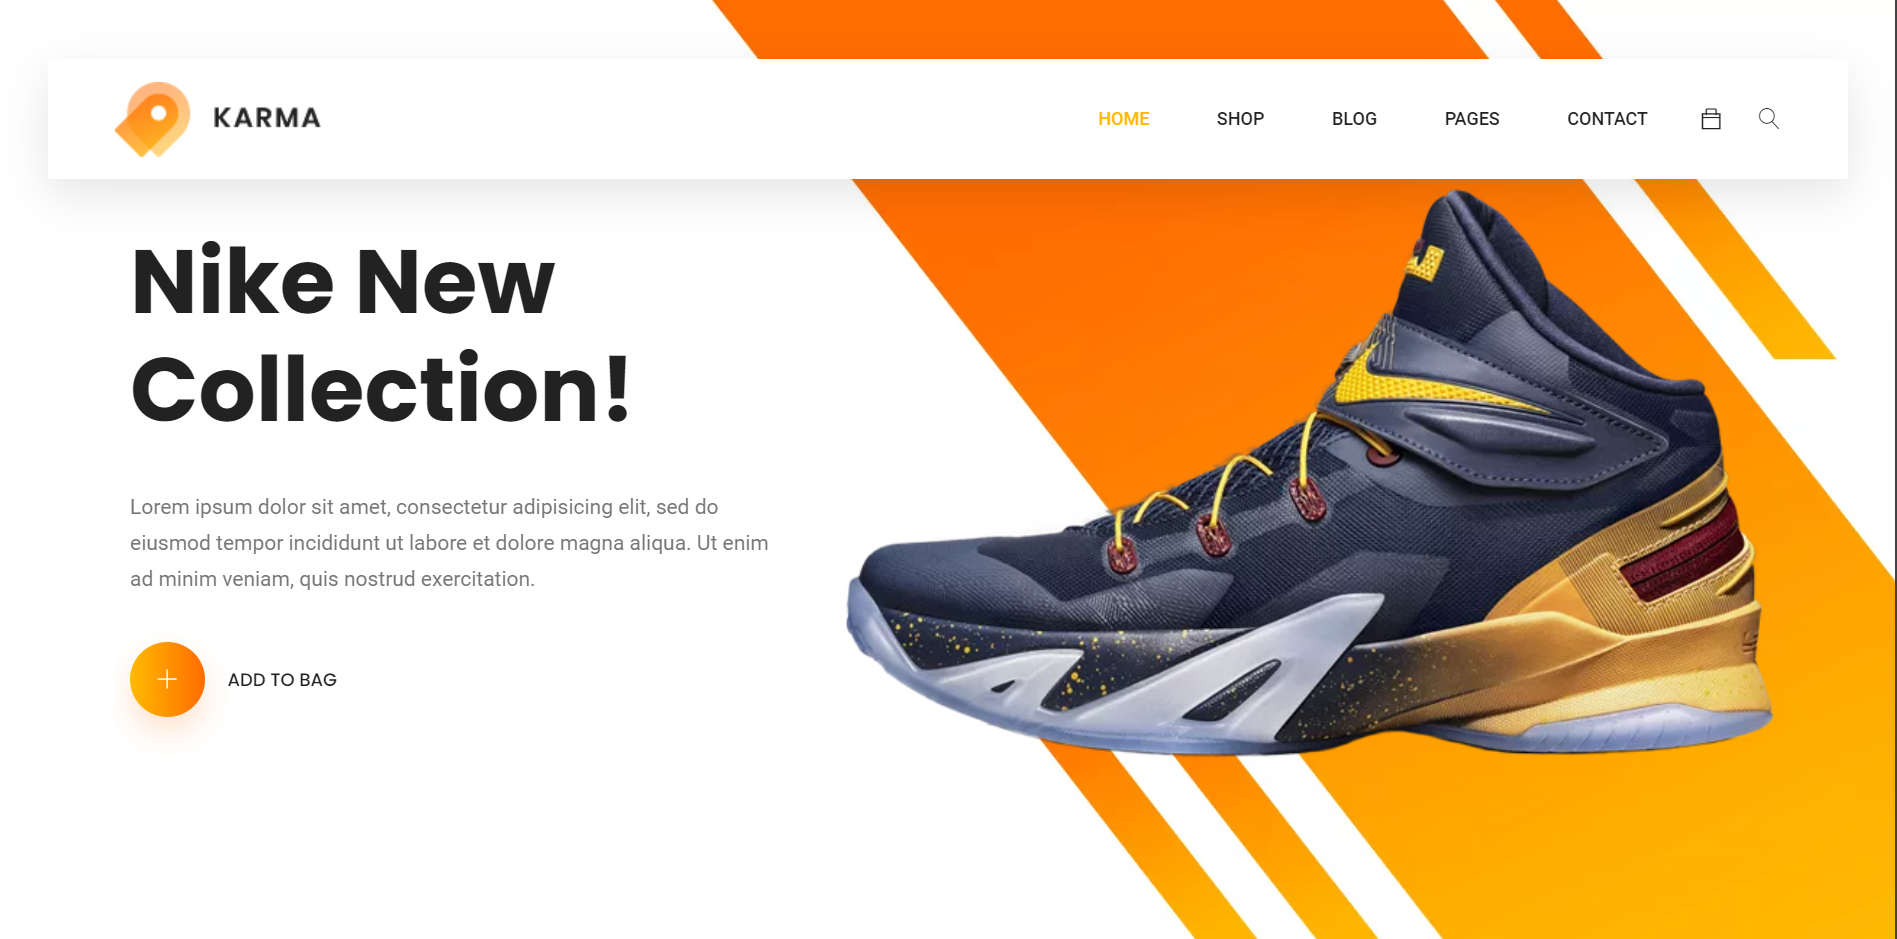 KARMA
HOME SHOP BLOG PAGES CONTACT
Nike New
Collection!
Lorem ipsum dolor sit amet, consectetur adipisicing elit, sed do
eiusmod tempor incididunt ut labore et dolore magna aliqua. Ut enim
ad minim veniam, quis nostrud exercitation.
ADD TO BAG